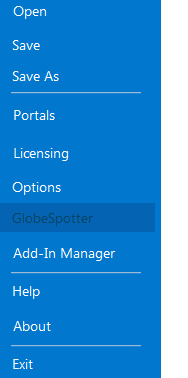 Open
Save
Save As
Portals
Licensing
Options
GlobeSpotter
Add-In Manager
Help
About
Exit